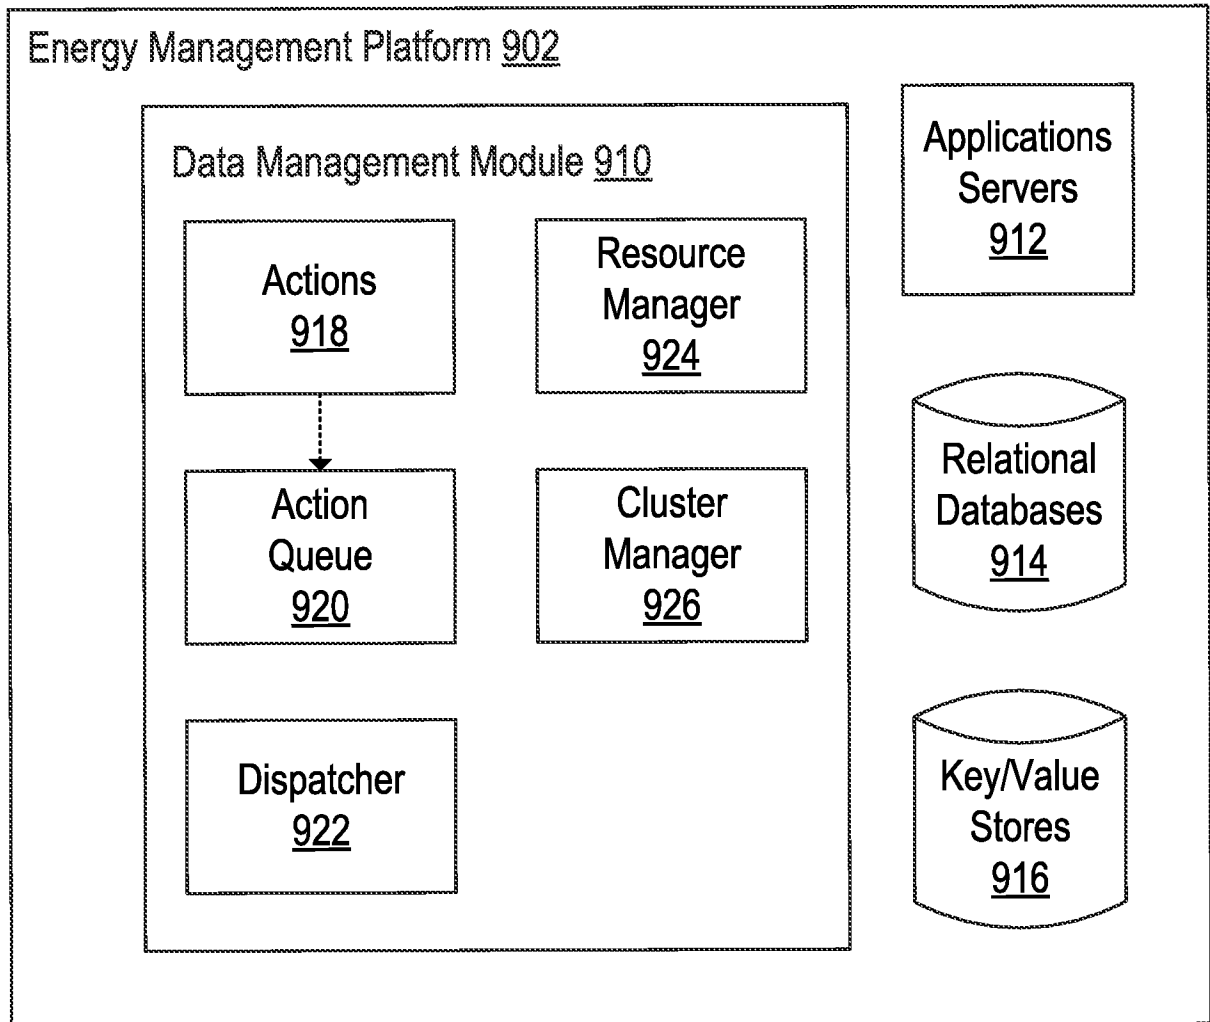 Energy Management Platform 902
Data Management Module 910
Actions
918
Resource
Manager
924
Action
Queue
920
Cluster
Manager
926
Dispatcher
922
Applications
Servers
912
Relational
Databases
914
Key/Value
Stores
916